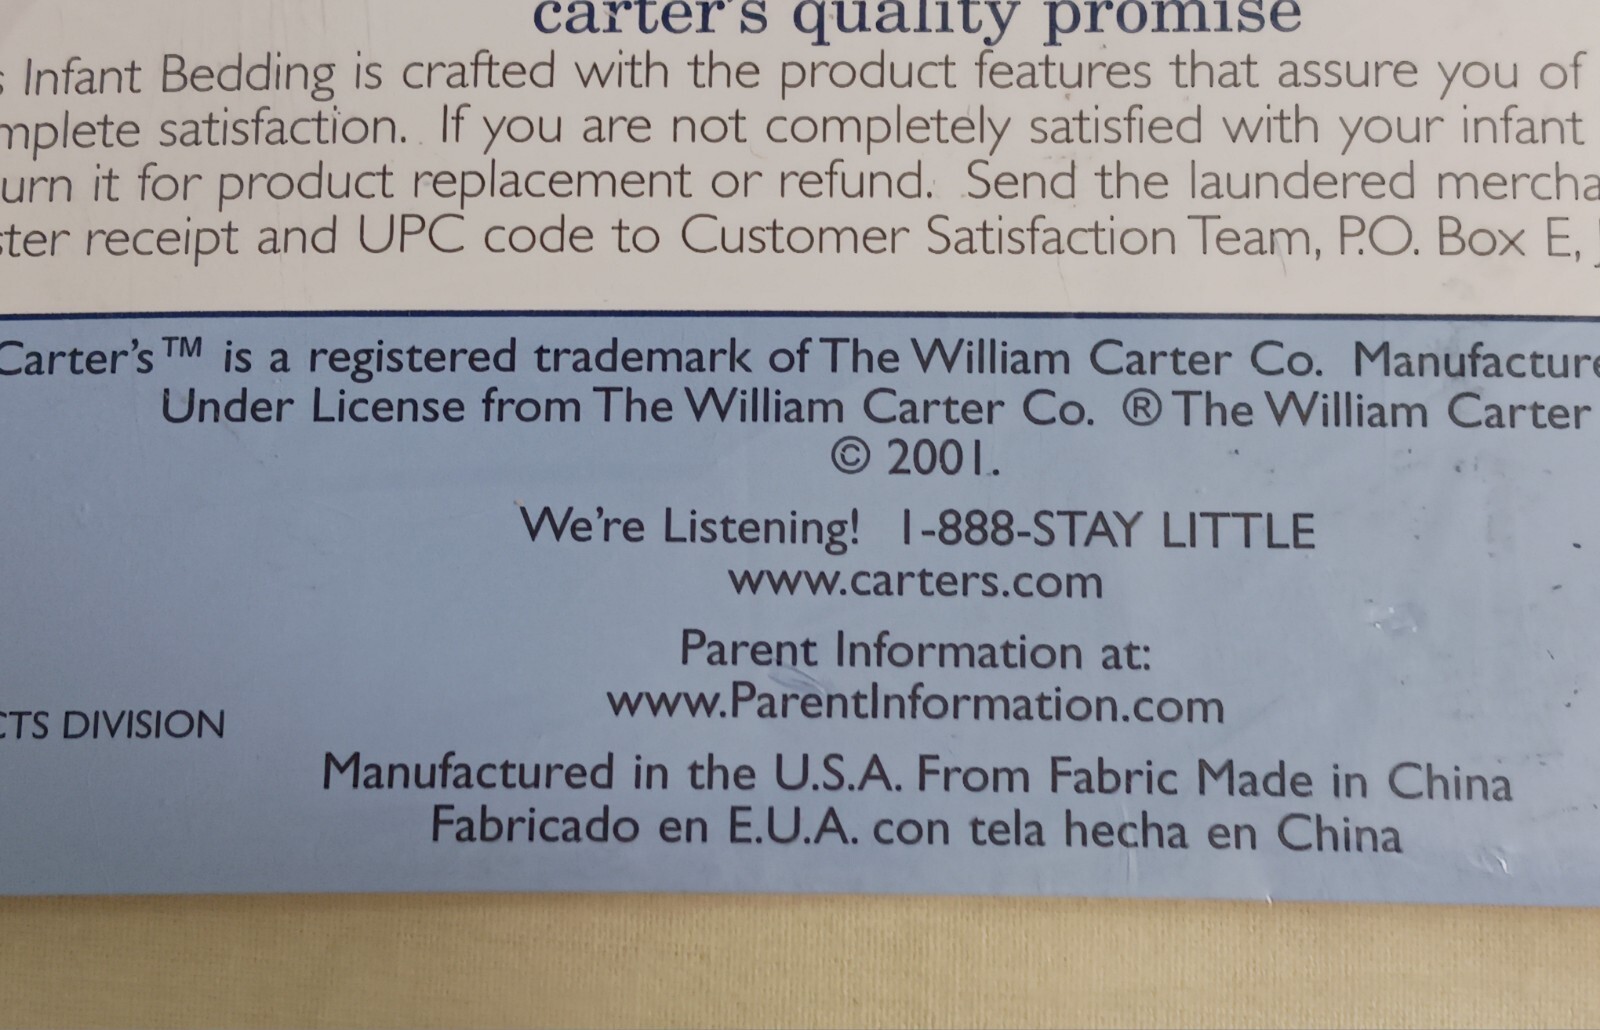 carter's quality promise
Infant Bedding is crafted with the product features that assure you of
mplete satisfaction. If you are not completely satisfied with your infant
urn it for product replacement or refund. Send the laundered mercha
ster receipt and UPC code to Customer Satisfaction Team, P.O. Box E,
Carter's™ is a registered trademark of The William Carter Co. Manufacture
Under License from The William Carter Co. ® The William Carter
© 2001.
We're Listening! 1-888-STAY LITTLE
www.carters.com
Parent Information at:
www.ParentInformation.com
CTS DIVISION
Manufactured in the U.S.A. From Fabric Made in China
Fabricado en E.U.A. con tela hecha en China